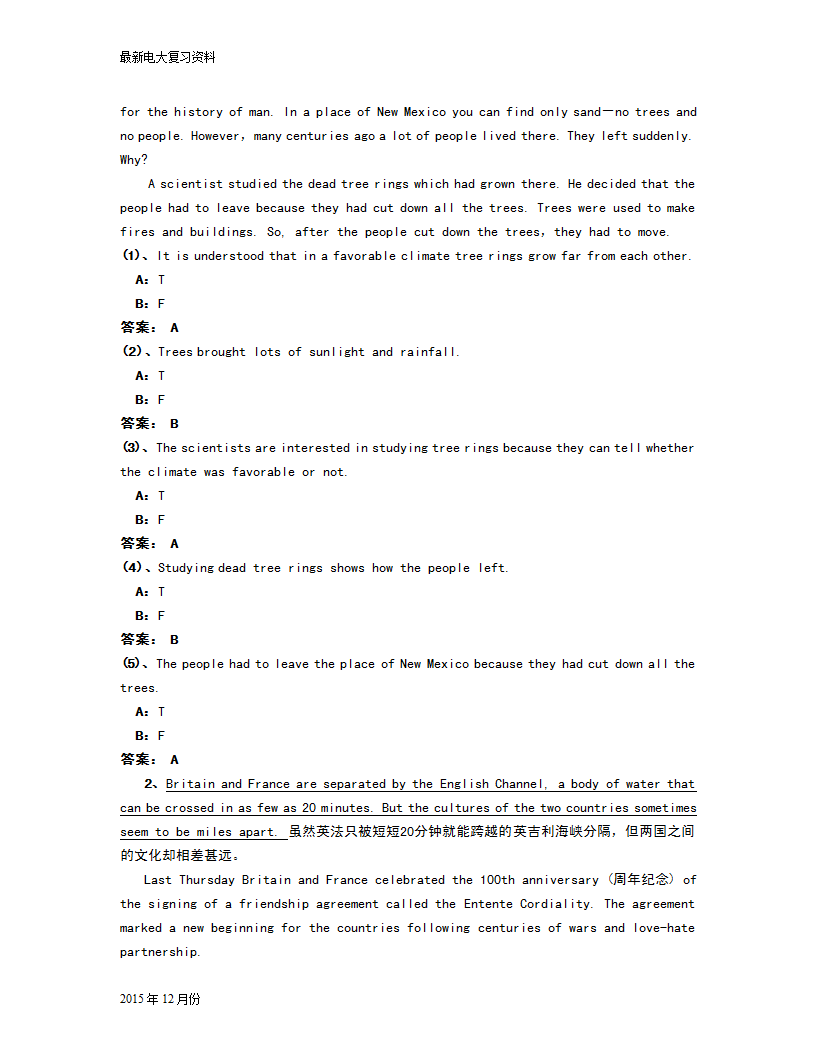 最新电大复习资料
for the history of man. In a place of New Mexico you can find only sand—no trees and
no people. However，many centuries ago a lot of people lived there. They left suddenly.
Why?
A scientist studied the dead tree rings which had grown there. He decided that the
people had to leave because they had cut down all the trees. Trees were used to make
fires and buildings. So, after the people cut down the trees，they had to move.
(1)、It is understood that in a favorable climate tree rings grow far from each other.
A：T
B：F
答案： A
(2)、Trees brought lots of sunlight and rainfall.
A：T
B：F
答案： B
(3)、The scientists are interested in studying tree rings because they can tell whether
the climate was favorable or not.
A：T
B：F
答案： A
(4)、Studying dead tree rings shows how the people left.
A：T
B：F
答案： B
(5)、The people had to leave the place of New Mexico because they had cut down all the
trees.
A：T
B：F
答案： A
2、Britain and France are separated by the English Channel, a body of water that
can be crossed in as few as 20 minutes. But the cultures of the two countries sometimes
seem to be miles apart. 虽然英法只被短短20分钟就能跨越的英吉利海峡分隔，但两国之间
的文化却相差甚远。
Last Thursday Britain and France celebrated the 100th anniversary (周年纪念) of
the signing of a friendship agreement called the Entente Cordiality. The agreement
marked a new beginning for the countries following centuries of wars and love-hate
partnership.
2015 年 12 月份